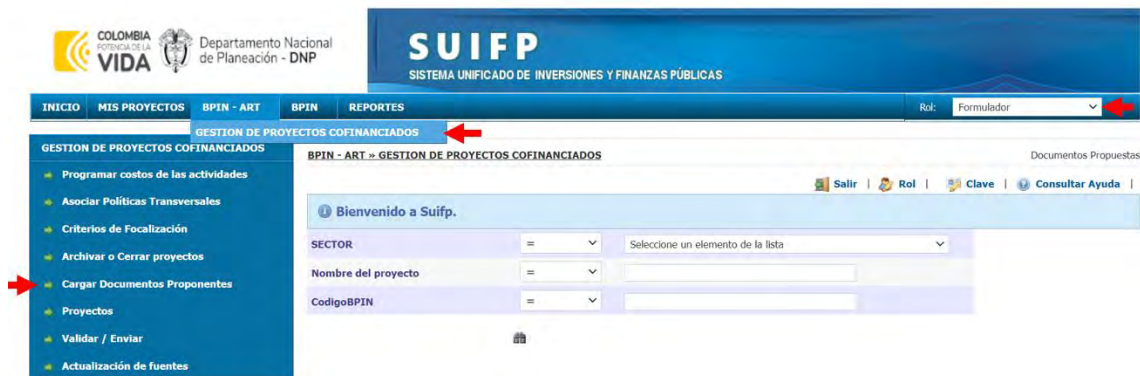 COLOMBIA
POTENCIA DE LA
VIDA
Departamento Nacional
de Planeación - DNP
SUIFP
SISTEMA UNIFICADO DE INVERSIONES Y FINANZAS PÚBLICAS
INICIO MIS PROYECTOS BPIN - ART BPIN REPORTES Rol: Formulador
GESTION DE PROYECTOS COFINANCIADOS
GESTION DE PROYECTOS COFINANCIADOS
BPIN - ART » GESTION DE PROYECTOS COFINANCIADOS Documentos Propuestas
Programar costos de las actividades
Salir | Rol | Clave | Consultar Ayuda |
Asociar Políticas Transversales
Bienvenido a Suifp.
Criterios de Focalización
SECTOR = Seleccione un elemento de la lista
Archivar o Cerrar proyectos
Nombre del proyecto =
Cargar Documentos Proponentes
CodigoBPIN =
Proyectos
Validar / Enviar
Actualización de fuentes